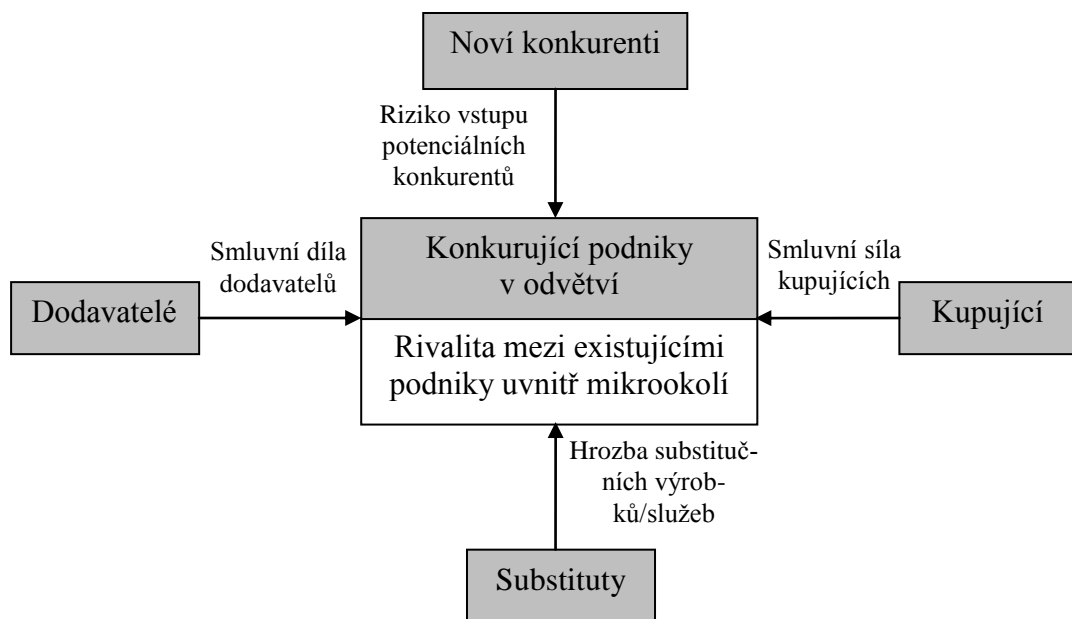 Noví konkurenti
Riziko vstupu
potenciálních
konkurentů
Konkurující podniky
v odvětví
Smluvní díla
dodavatelů
Smluvní síla
kupujících
Dodavatelé
Kupující
Rivalita mezi existujícími
podniky uvnitř mikrookolí
Hrozba substituč-
ních výrob-
ků/služeb
Substituty